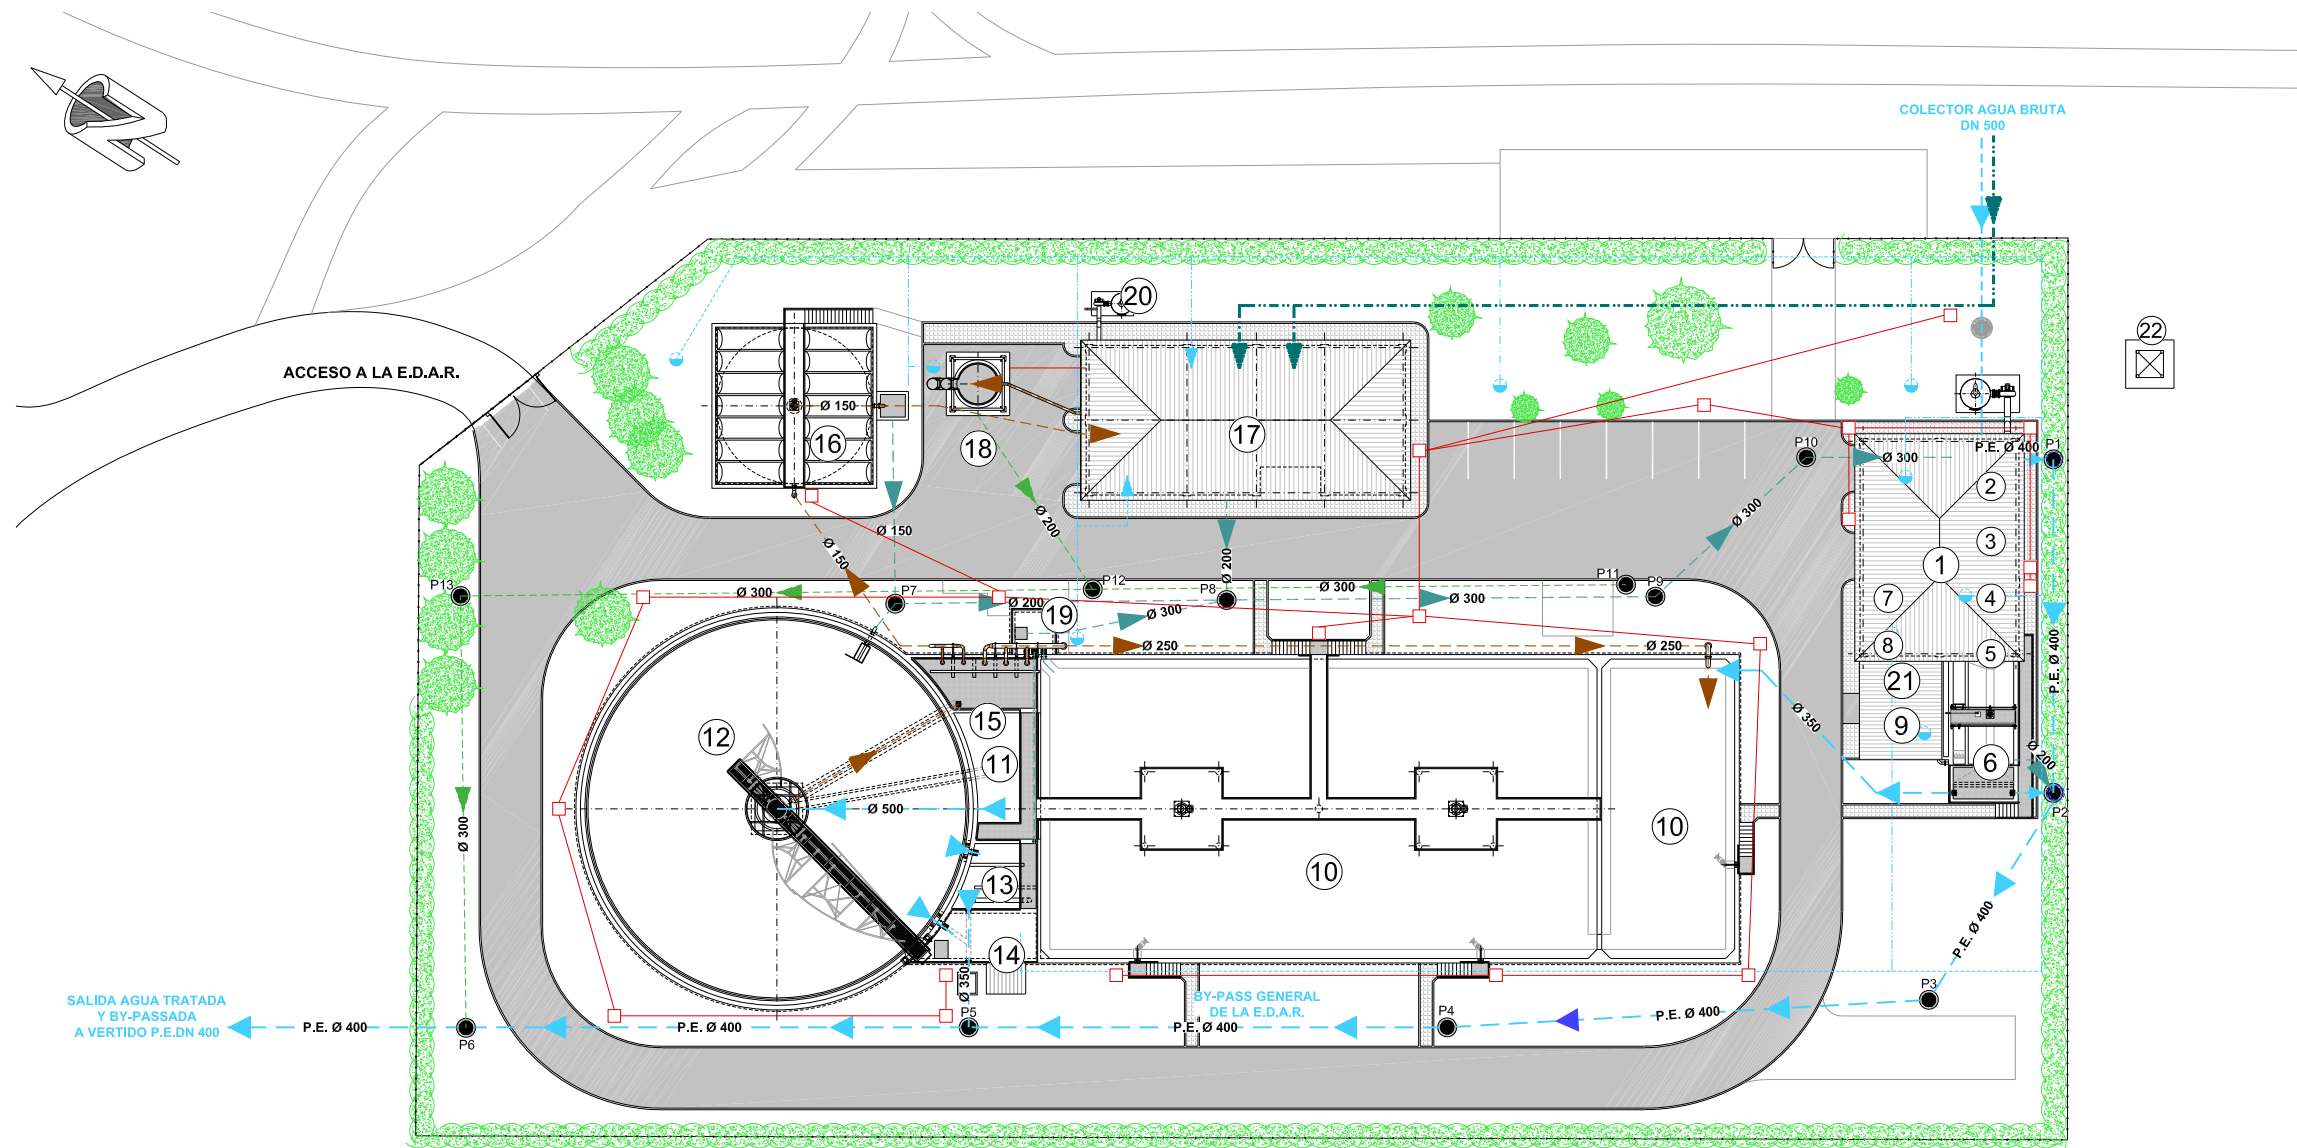 COLECTOR AGUA BRUTA
DN 500
20
22
ACCESO A LA E.D.A.R.
Ø 150
16
18
17
P10
Ø 300
P.E. Ø 400
P1
2
Ø 150
Ø 200
Ø 150
Ø 200
Ø 300
3
1
P13
Ø 300
P7
P12
P8
Ø 300
P11
P9
Ø 200
Ø 300
Ø 300
19
7
4
Ø 250
Ø 250
8
5
P.E. Ø 400
21
15
12
Ø 350
9
11
6
Ø 200
Ø 500
P2
Ø 300
10
10
13
14
P.E. Ø 400
Ø 350
SALIDA AGUA TRATADA
Y BY-PASSADA
A VERTIDO P.E.DN 400
P.E. Ø 400
P6
P.E. Ø 400
P5
BY-PASS GENERAL
DE LA E.D.A.R.
P.E. Ø 400
P4
P.E. Ø 400
P3